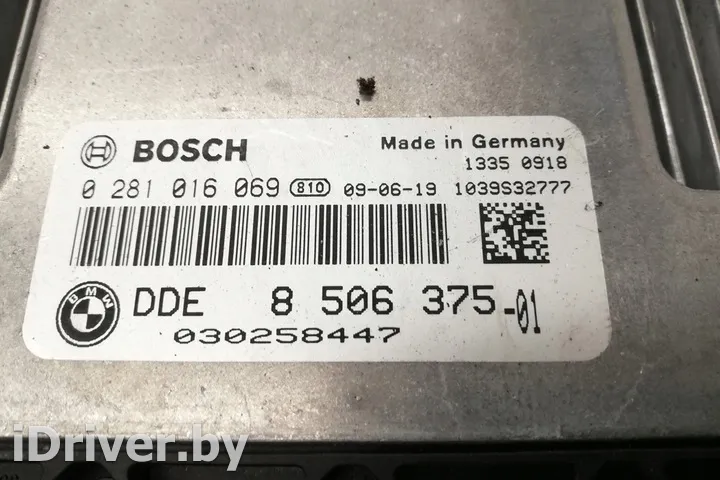 BOSCH
Made in Germany
1335 0918
0 281 016 069 810 09-06-19 1039S32777
BMW
DDE 8 506 375-01
030258447
iDriver.by